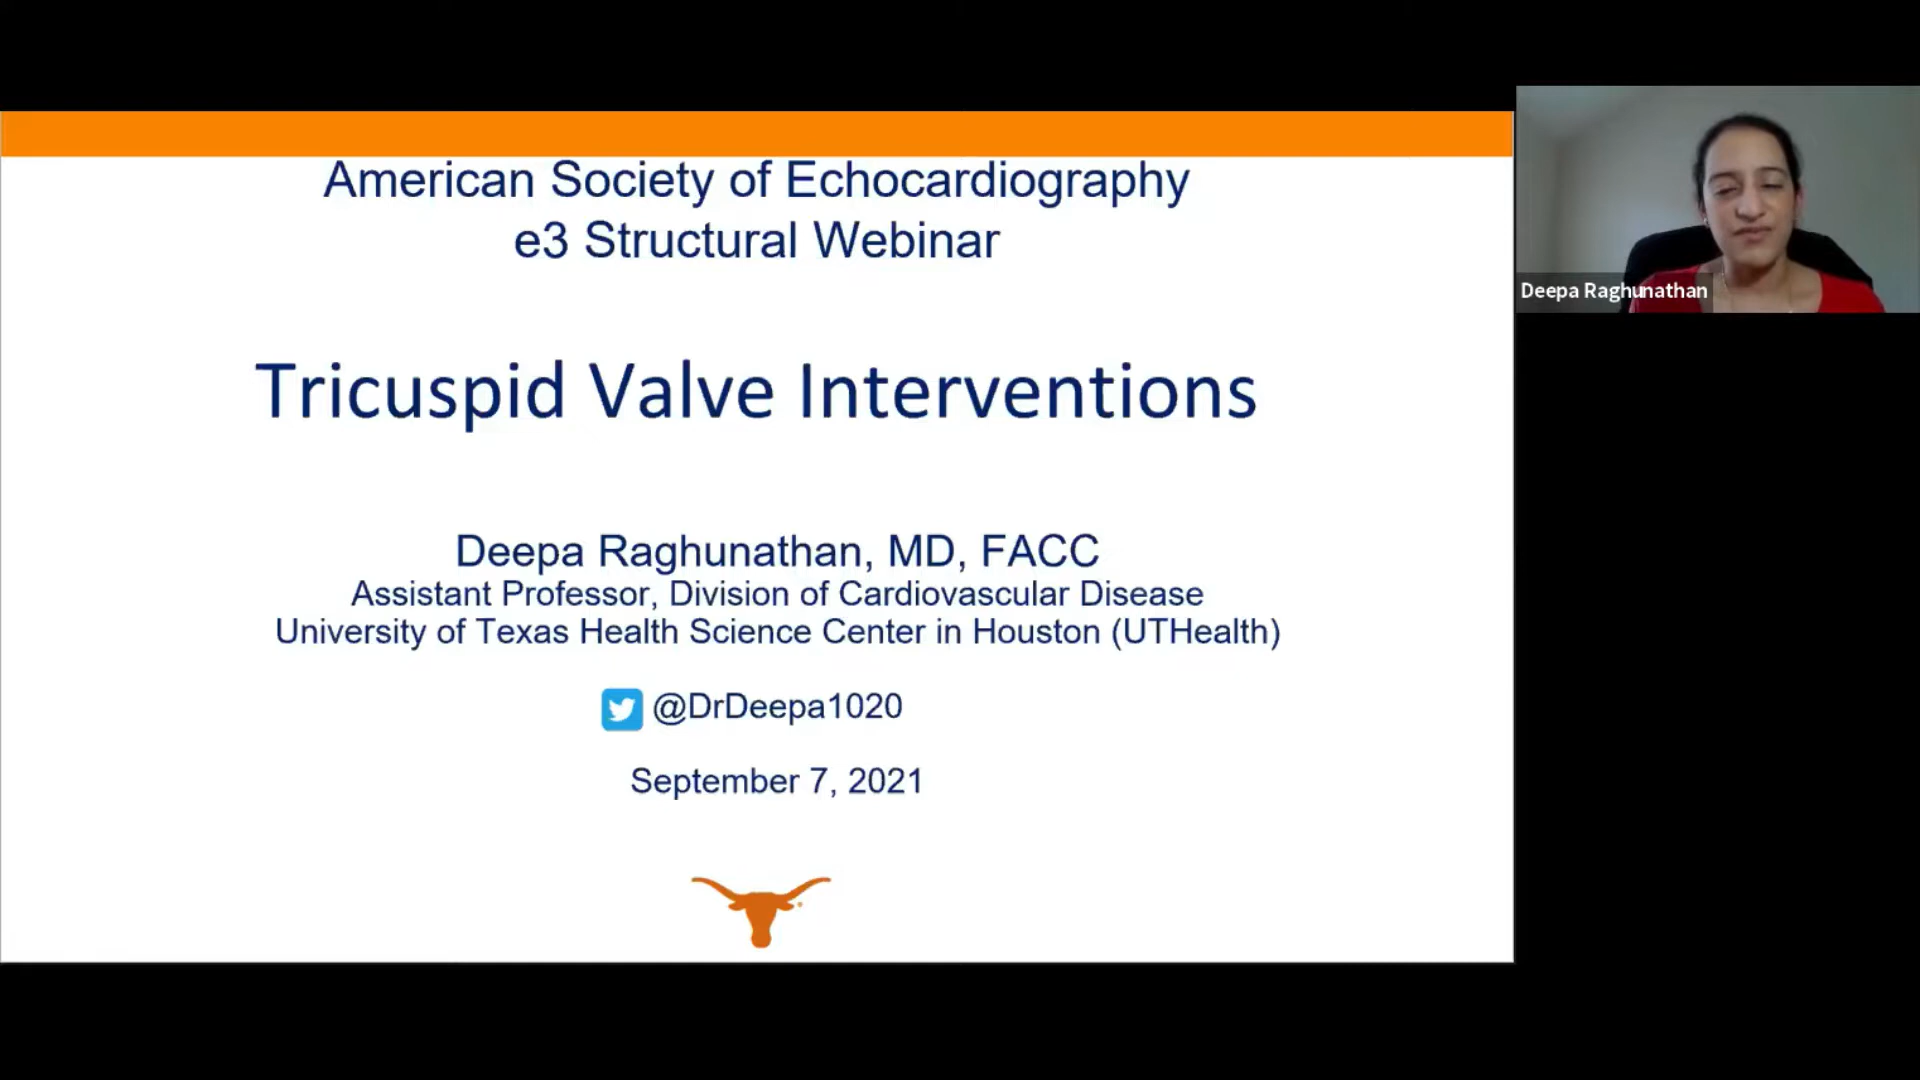 American Society of Echocardiography
e3 Structural Webinar
Tricuspid Valve Interventions
Deepa Raghunathan, MD, FACC
Assistant Professor, Division of Cardiovascular Disease
University of Texas Health Science Center in Houston (UTHealth)
@DrDeepa1020
September 7, 2021
Deepa Raghunathan